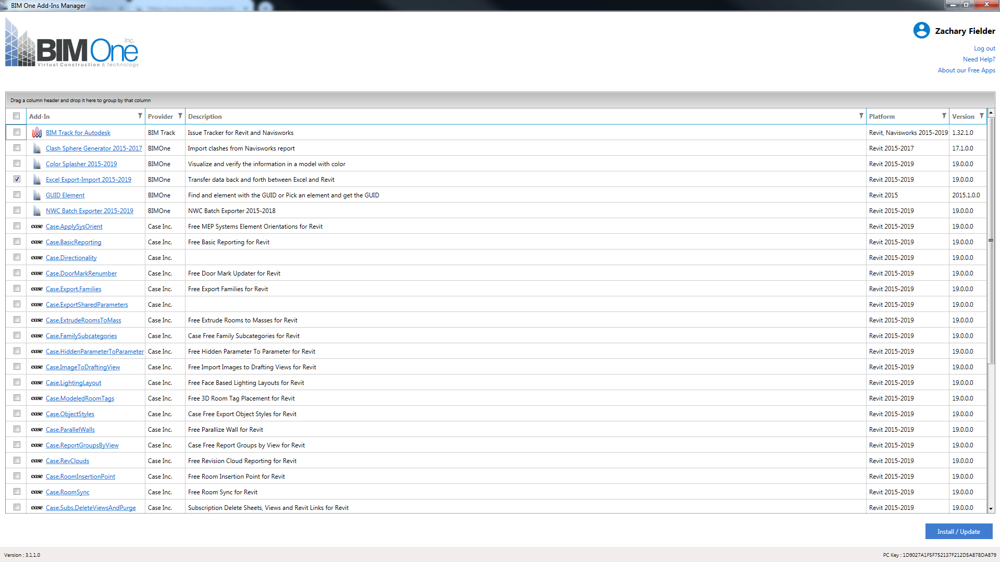 BIM One Add-Ins Manager
BIM One Inc.
Virtual Construction & Technology
Zachary Fielder
Log out
Need Help?
About our Free Apps
Drag a column header and drop it here to group by that column
Add-In Provider Description Platform Version
BIM Track for Autodesk BIM Track Issue Tracker for Revit and Navisworks Revit, Navisworks 2015-2019 1.32.1.0
Clash Sphere Generator 2015-2017 BIMOne Import clashes from Navisworks report Revit 2015-2017 17.1.0.0
Color Splasher 2015-2019 BIMOne Visualize and verify the information in a model with color Revit 2015-2019 19.0.0.0
Excel Export-Import 2015-2019 BIMOne Transfer data back and forth between Excel and Revit Revit 2015-2019 19.0.0.0
GUID Element BIMOne Find and element with the GUID or Pick an element and get the GUID Revit 2015 2015.1.0.0
NWC Batch Exporter 2015-2019 BIMOne NWC Batch Exporter 2015-2018 Revit 2015-2019 19.0.0.0
case Case.ApplySysOrient Case Inc. Free MEP Systems Element Orientations for Revit Revit 2015-2019 19.0.0.0
case Case.BasicReporting Case Inc. Free Basic Reporting for Revit Revit 2015-2019 19.0.0.0
case Case.Directionality Case Inc. Revit 2015-2019 19.0.0.0
case Case.DoorMarkRenumber Case Inc. Free Door Mark Updater for Revit Revit 2015-2019 19.0.0.0
case Case.Export.Families Case Inc. Free Export Families for Revit Revit 2015-2019 19.0.0.0
case Case.ExportSharedParameters Case Inc. Revit 2015-2019 19.0.0.0
case Case.ExtrudeRoomsToMass Case Inc. Free Extrude Rooms to Masses for Revit Revit 2015-2019 19.0.0.0
case Case.FamilySubcategories Case Inc. Case Free Family Subcategories for Revit Revit 2015-2019 19.0.0.0
case Case.HiddenParameterToParameter Case Inc. Free Hidden Parameter To Parameter for Revit Revit 2015-2019 19.0.0.0
case Case.ImageToDraftingView Case Inc. Free Import Images to Drafting Views for Revit Revit 2015-2019 19.0.0.0
case Case.LightingLayout Case Inc. Free Face Based Lighting Layouts for Revit Revit 2015-2019 19.0.0.0
case Case.ModeledRoomTags Case Inc. Free 3D Room Tag Placement for Revit Revit 2015-2019 19.0.0.0
case Case.ObjectStyles Case Inc. Case Free Export Object Styles for Revit Revit 2015-2019 19.0.0.0
case Case.ParallelWalls Case Inc. Free Parallize Wall for Revit Revit 2015-2019 19.0.0.0
case Case.ReportGroupsByView Case Inc. Case Free Report Groups by View for Revit Revit 2015-2019 19.0.0.0
case Case.RevClouds Case Inc. Free Revision Cloud Reporting for Revit Revit 2015-2019 19.0.0.0
case Case.RoomInsertionPoint Case Inc. Free Room Insertion Point for Revit Revit 2015-2019 19.0.0.0
case Case.RoomSync Case Inc. Free Room Sync for Revit Revit 2015-2019 19.0.0.0
case Case.Subs.DeleteViewsAndPurge Case Inc. Subscription Delete Sheets, Views and Revit Links for Revit Revit 2015-2019 19.0.0.0
Install / Update
Version : 3.1.1.0 PC Key : 1D9027A1F5F752137F212D5A87BDA879